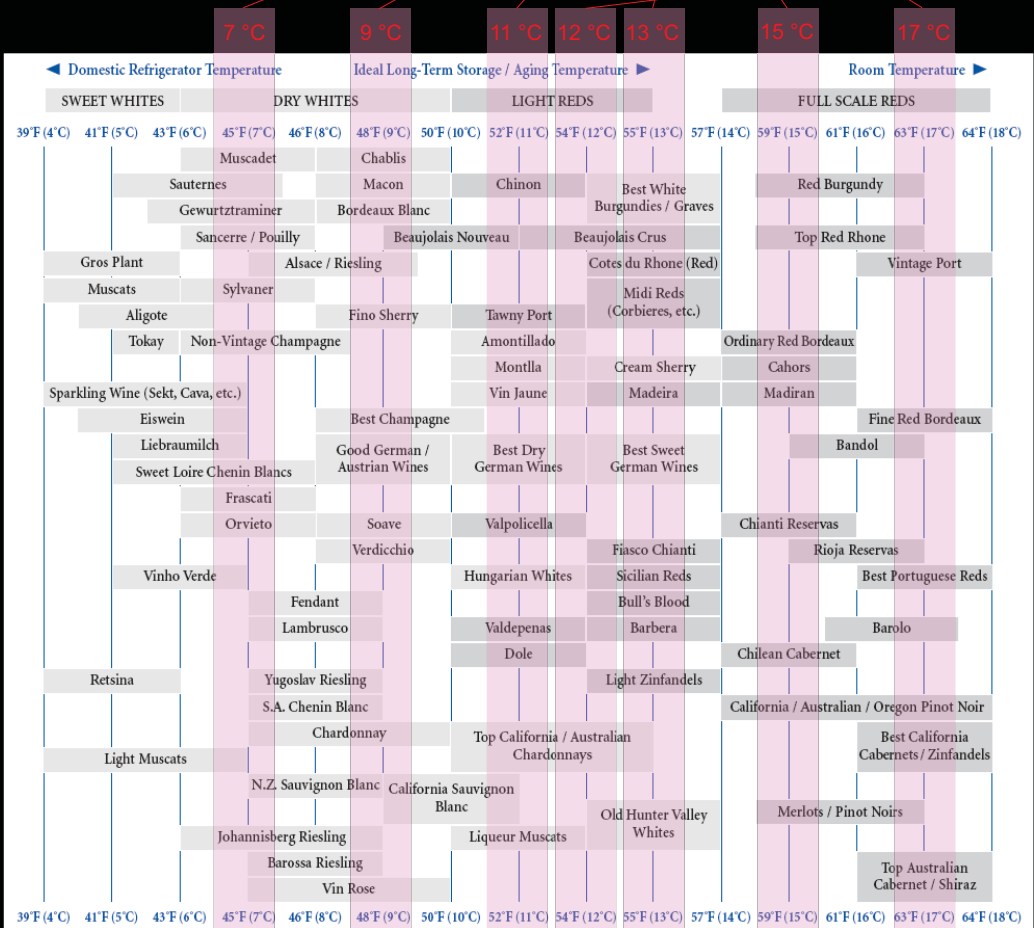 7 °C 9 °C 11 °C 12 °C 13 °C 15 °C 17 °C
Domestic Refrigerator Temperature Ideal Long-Term Storage / Aging Temperature Room Temperature
SWEET WHITES DRY WHITES LIGHT REDS FULL SCALE REDS
39°F (4°C) 41°F (5°C) 43°F (6°C) 45°F (7°C) 46°F (8°C) 48°F (9°C) 50°F (10°C) 52°F (11°C) 54°F (12°C) 55°F (13°C) 57°F (14°C) 59°F (15°C) 61°F (16°C) 63°F (17°C) 64°F (18°C)
Muscadet Chablis
Sauternes Macon Chinon Best White Red Burgundy
Gewurtztraminer Bordeaux Blanc Burgundies / Graves
Sancerre / Pouilly Beaujolais Nouveau Beaujolais Crus Top Red Rhone
Gros Plant Alsace / Riesling Cotes du Rhone (Red) Vintage Port
Muscats Sylvaner Midi Reds
Aligote Fino Sherry Tawny Port (Corbieres, etc.)
Tokay Non-Vintage Champagne Amontillado Ordinary Red Bordeaux
Montlla Cream Sherry Cahors
Sparkling Wine (Sekt, Cava, etc.) Vin Jaune Madeira Madiran
Eiswein Best Champagne Fine Red Bordeaux
Liebraumilch Good German / Best Dry Best Sweet Bandol
Austrian Wines German Wines German Wines
Sweet Loire Chenin Blancs
Frascati
Orvieto Soave Valpolicella Chianti Reservas
Verdicchio Fiasco Chianti Rioja Reservas
Vinho Verde Hungarian Whites Sicilian Reds Best Portuguese Reds
Fendant Bull's Blood
Lambrusco Valdepenas Barbera Barolo
Dole Chilean Cabernet
Retsina Yugoslav Riesling Light Zinfandels
S.A. Chenin Blanc California / Australian / Oregon Pinot Noir
Chardonnay Top California / Australian Best California
Chardonnays Cabernets / Zinfandels
Light Muscats
N.Z. Sauvignon Blanc California Sauvignon
Blanc Old Hunter Valley Merlots / Pinot Noirs
Whites
Johannisberg Riesling Liqueur Muscats
Barossa Riesling Top Australian
Vin Rose Cabernet / Shiraz
39°F (4°C) 41°F (5°C) 43°F (6°C) 45°F (7°C) 46°F (8°C) 48°F (9°C) 50°F (10°C) 52°F (11°C) 54°F (12°C) 55°F (13°C) 57°F (14°C) 59°F (15°C) 61°F (16°C) 63°F (17°C) 64°F (18°C)